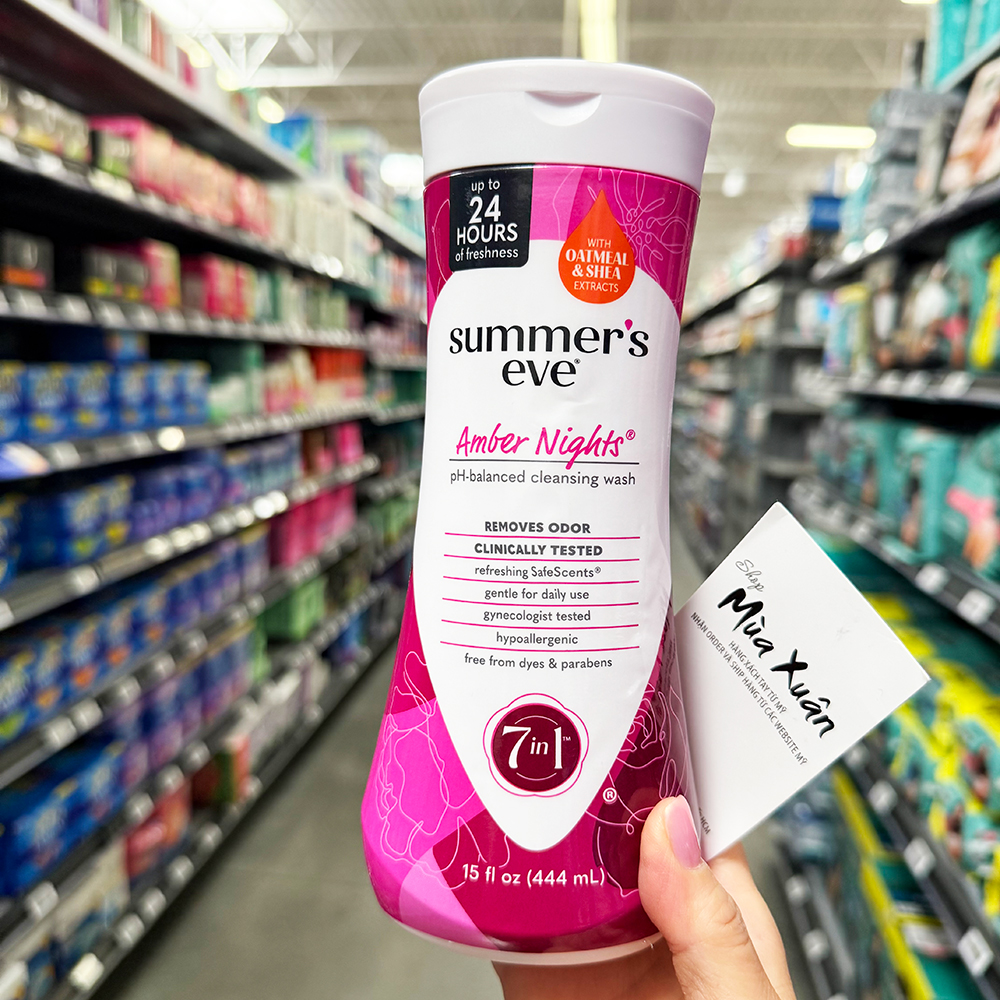 up to
24
HOURS
of freshness
WITH
OATMEAL
& SHEA
EXTRACTS
summer's
eve®
Amber Nights®
pH-balanced cleansing wash
REMOVES ODOR
CLINICALLY TESTED
refreshing SafeScents®
gentle for daily use
gynecologist tested
hypoallergenic
free from dyes & parabens
7 in 1™
®
15 fl oz (444 mL)
Shop
Mùa Xuân
HÀNG XÁCH TAY TỪ MỸ
NHẬN ORDER VÀ SHIP HÀNG TỪ CÁC WEBSITE MỸ